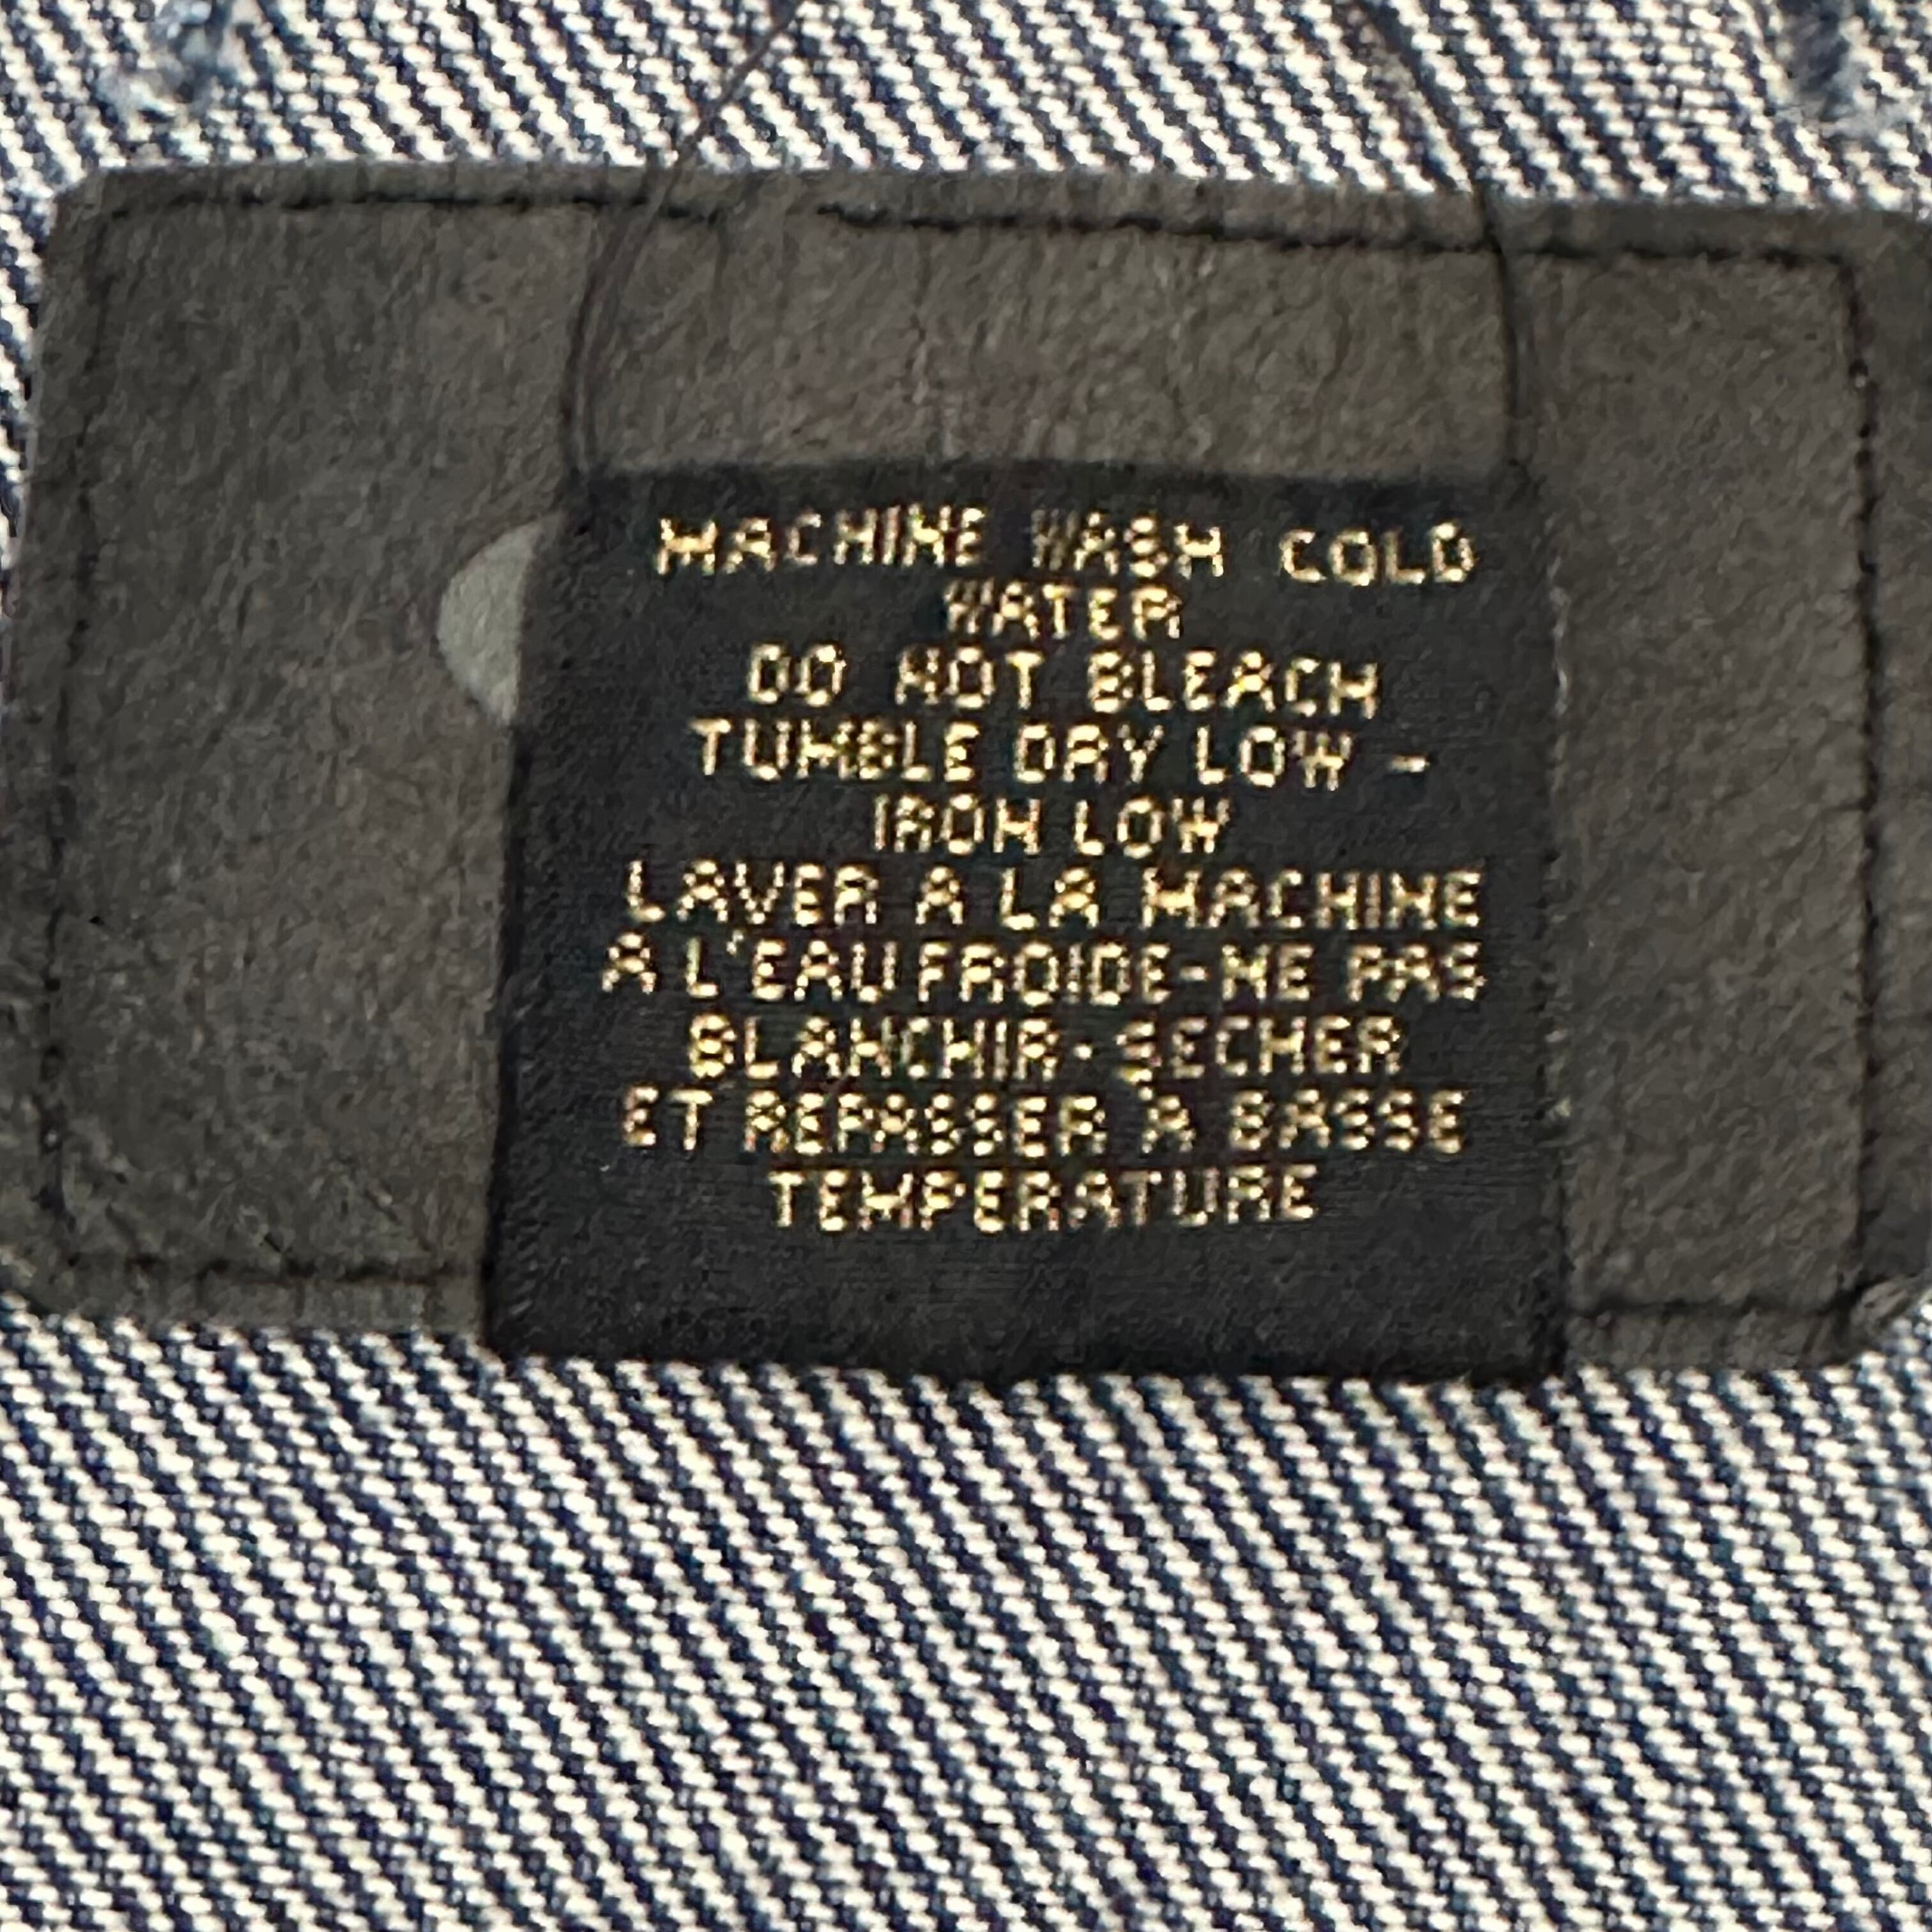 MACHINE WASH COLD
WATER
DO NOT BLEACH
TUMBLE DRY LOW -
IRON LOW
LAVER A LA MACHINE
A L'EAU FROIDE-NE PAS
BLANCHIR-SECHER
ET REPASSER À BASSE
TEMPERATURE